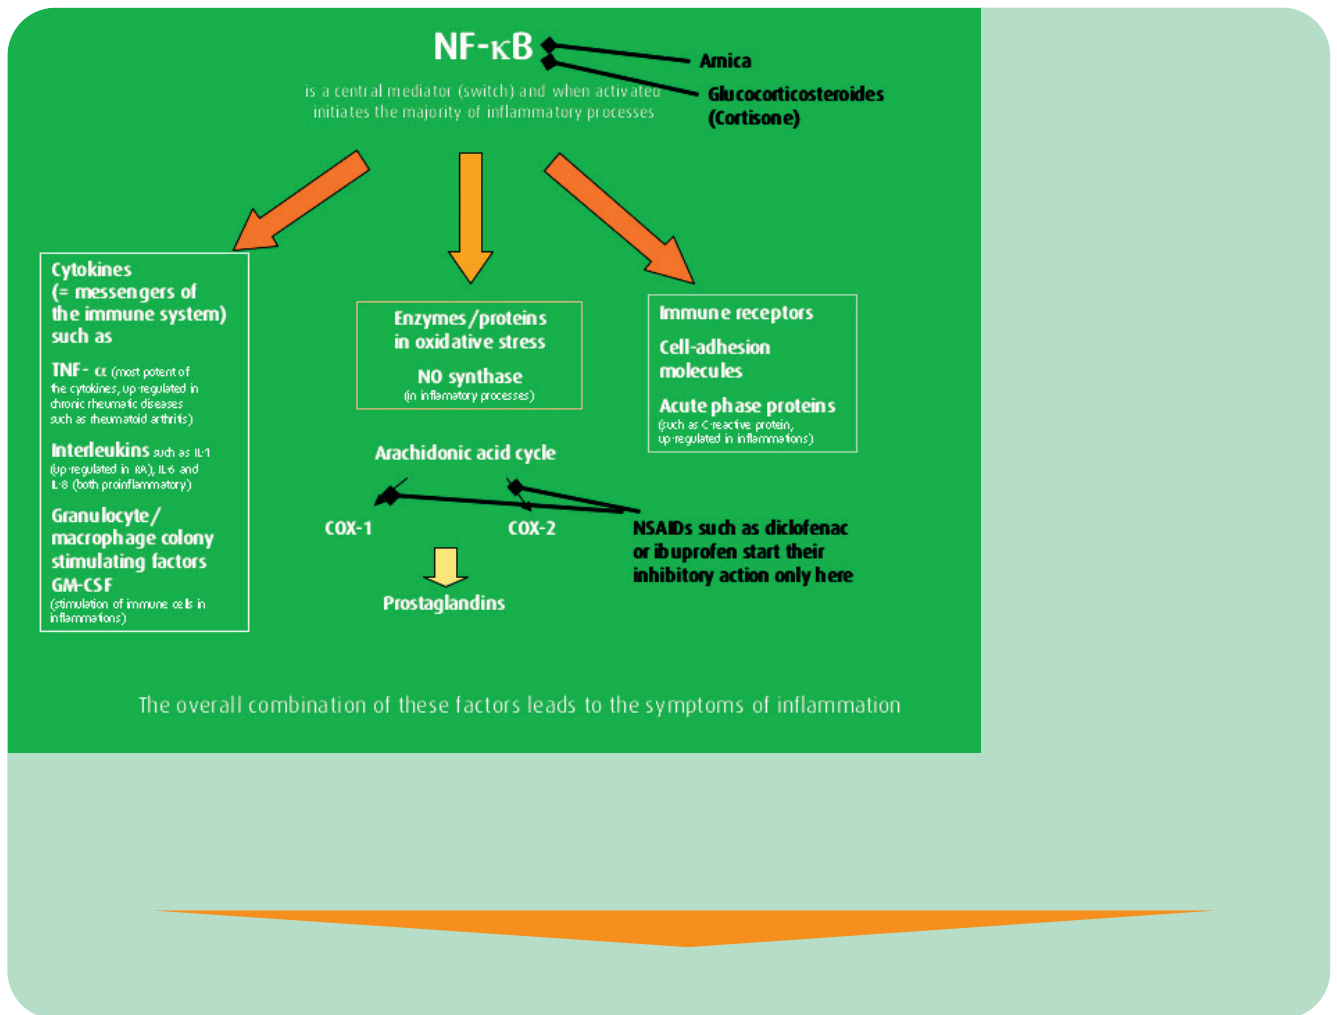 NF-κB
Arnica
Glucocorticosteroides
(Cortisone)
is a central mediator (switch) and when activated
initiates the majority of inflammatory processes
Cytokines
(= messengers of
the immune system)
such as
TNF- α (most potent of
the cytokines, up-regulated in
chronic rheumatic diseases
such as rheumatoid arthritis)
Interleukins such as IL-1
(up-regulated in RA), IL-6 and
IL-8 (both proinflammatory)
Granulocyte/
macrophage colony
stimulating factors
GM-CSF
(stimulation of immune cells in
inflammations)
Enzymes/proteins
in oxidative stress
NO synthase
(in inflamatory processes)
Immune receptors
Cell-adhesion
molecules
Acute phase proteins
(such as C-reactive protein,
up-regulated in inflammations)
Arachidonic acid cycle
COX-1
COX-2
NSAIDs such as diclofenac
or ibuprofen start their
inhibitory action only here
Prostaglandins
The overall combination of these factors leads to the symptoms of inflammation